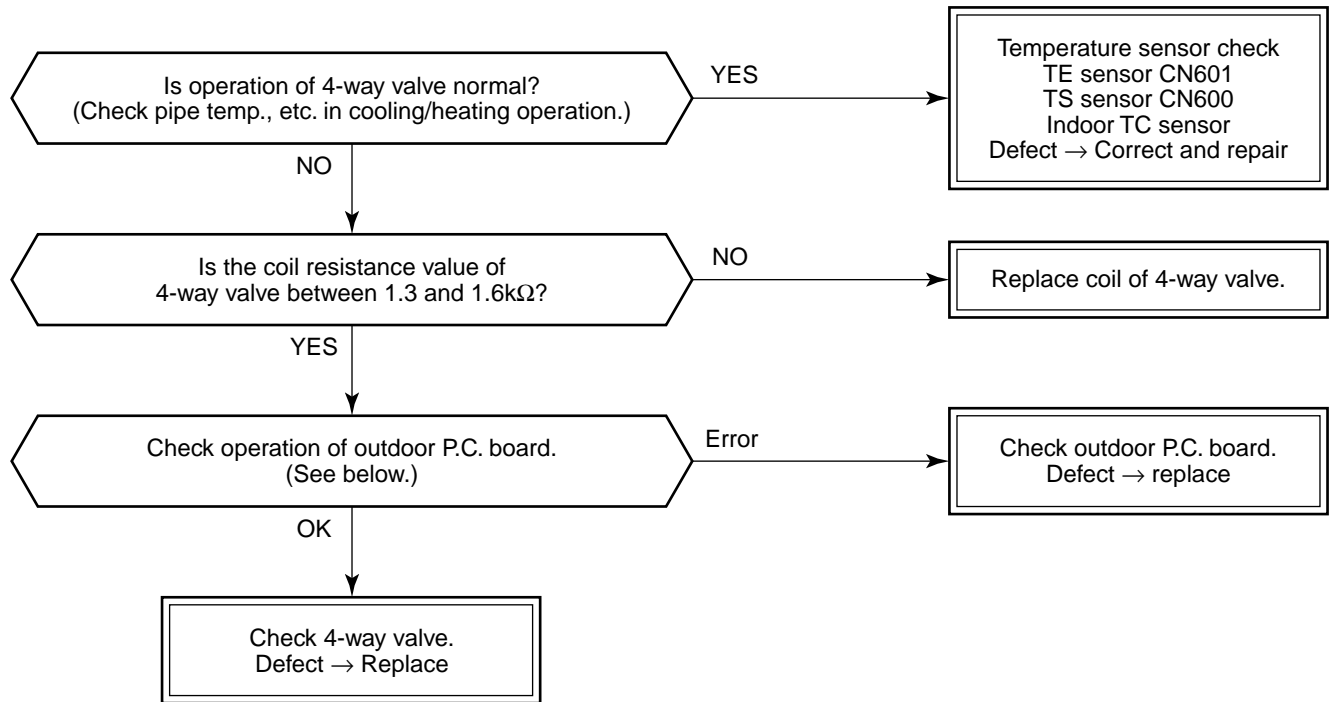 Is operation of 4-way valve normal?
(Check pipe temp., etc. in cooling/heating operation.)
YES
Temperature sensor check
TE sensor CN601
TS sensor CN600
Indoor TC sensor
Defect → Correct and repair
NO
Is the coil resistance value of
4-way valve between 1.3 and 1.6kΩ?
NO
Replace coil of 4-way valve.
YES
Check operation of outdoor P.C. board.
(See below.)
Error
Check outdoor P.C. board.
Defect → replace
OK
Check 4-way valve.
Defect → Replace